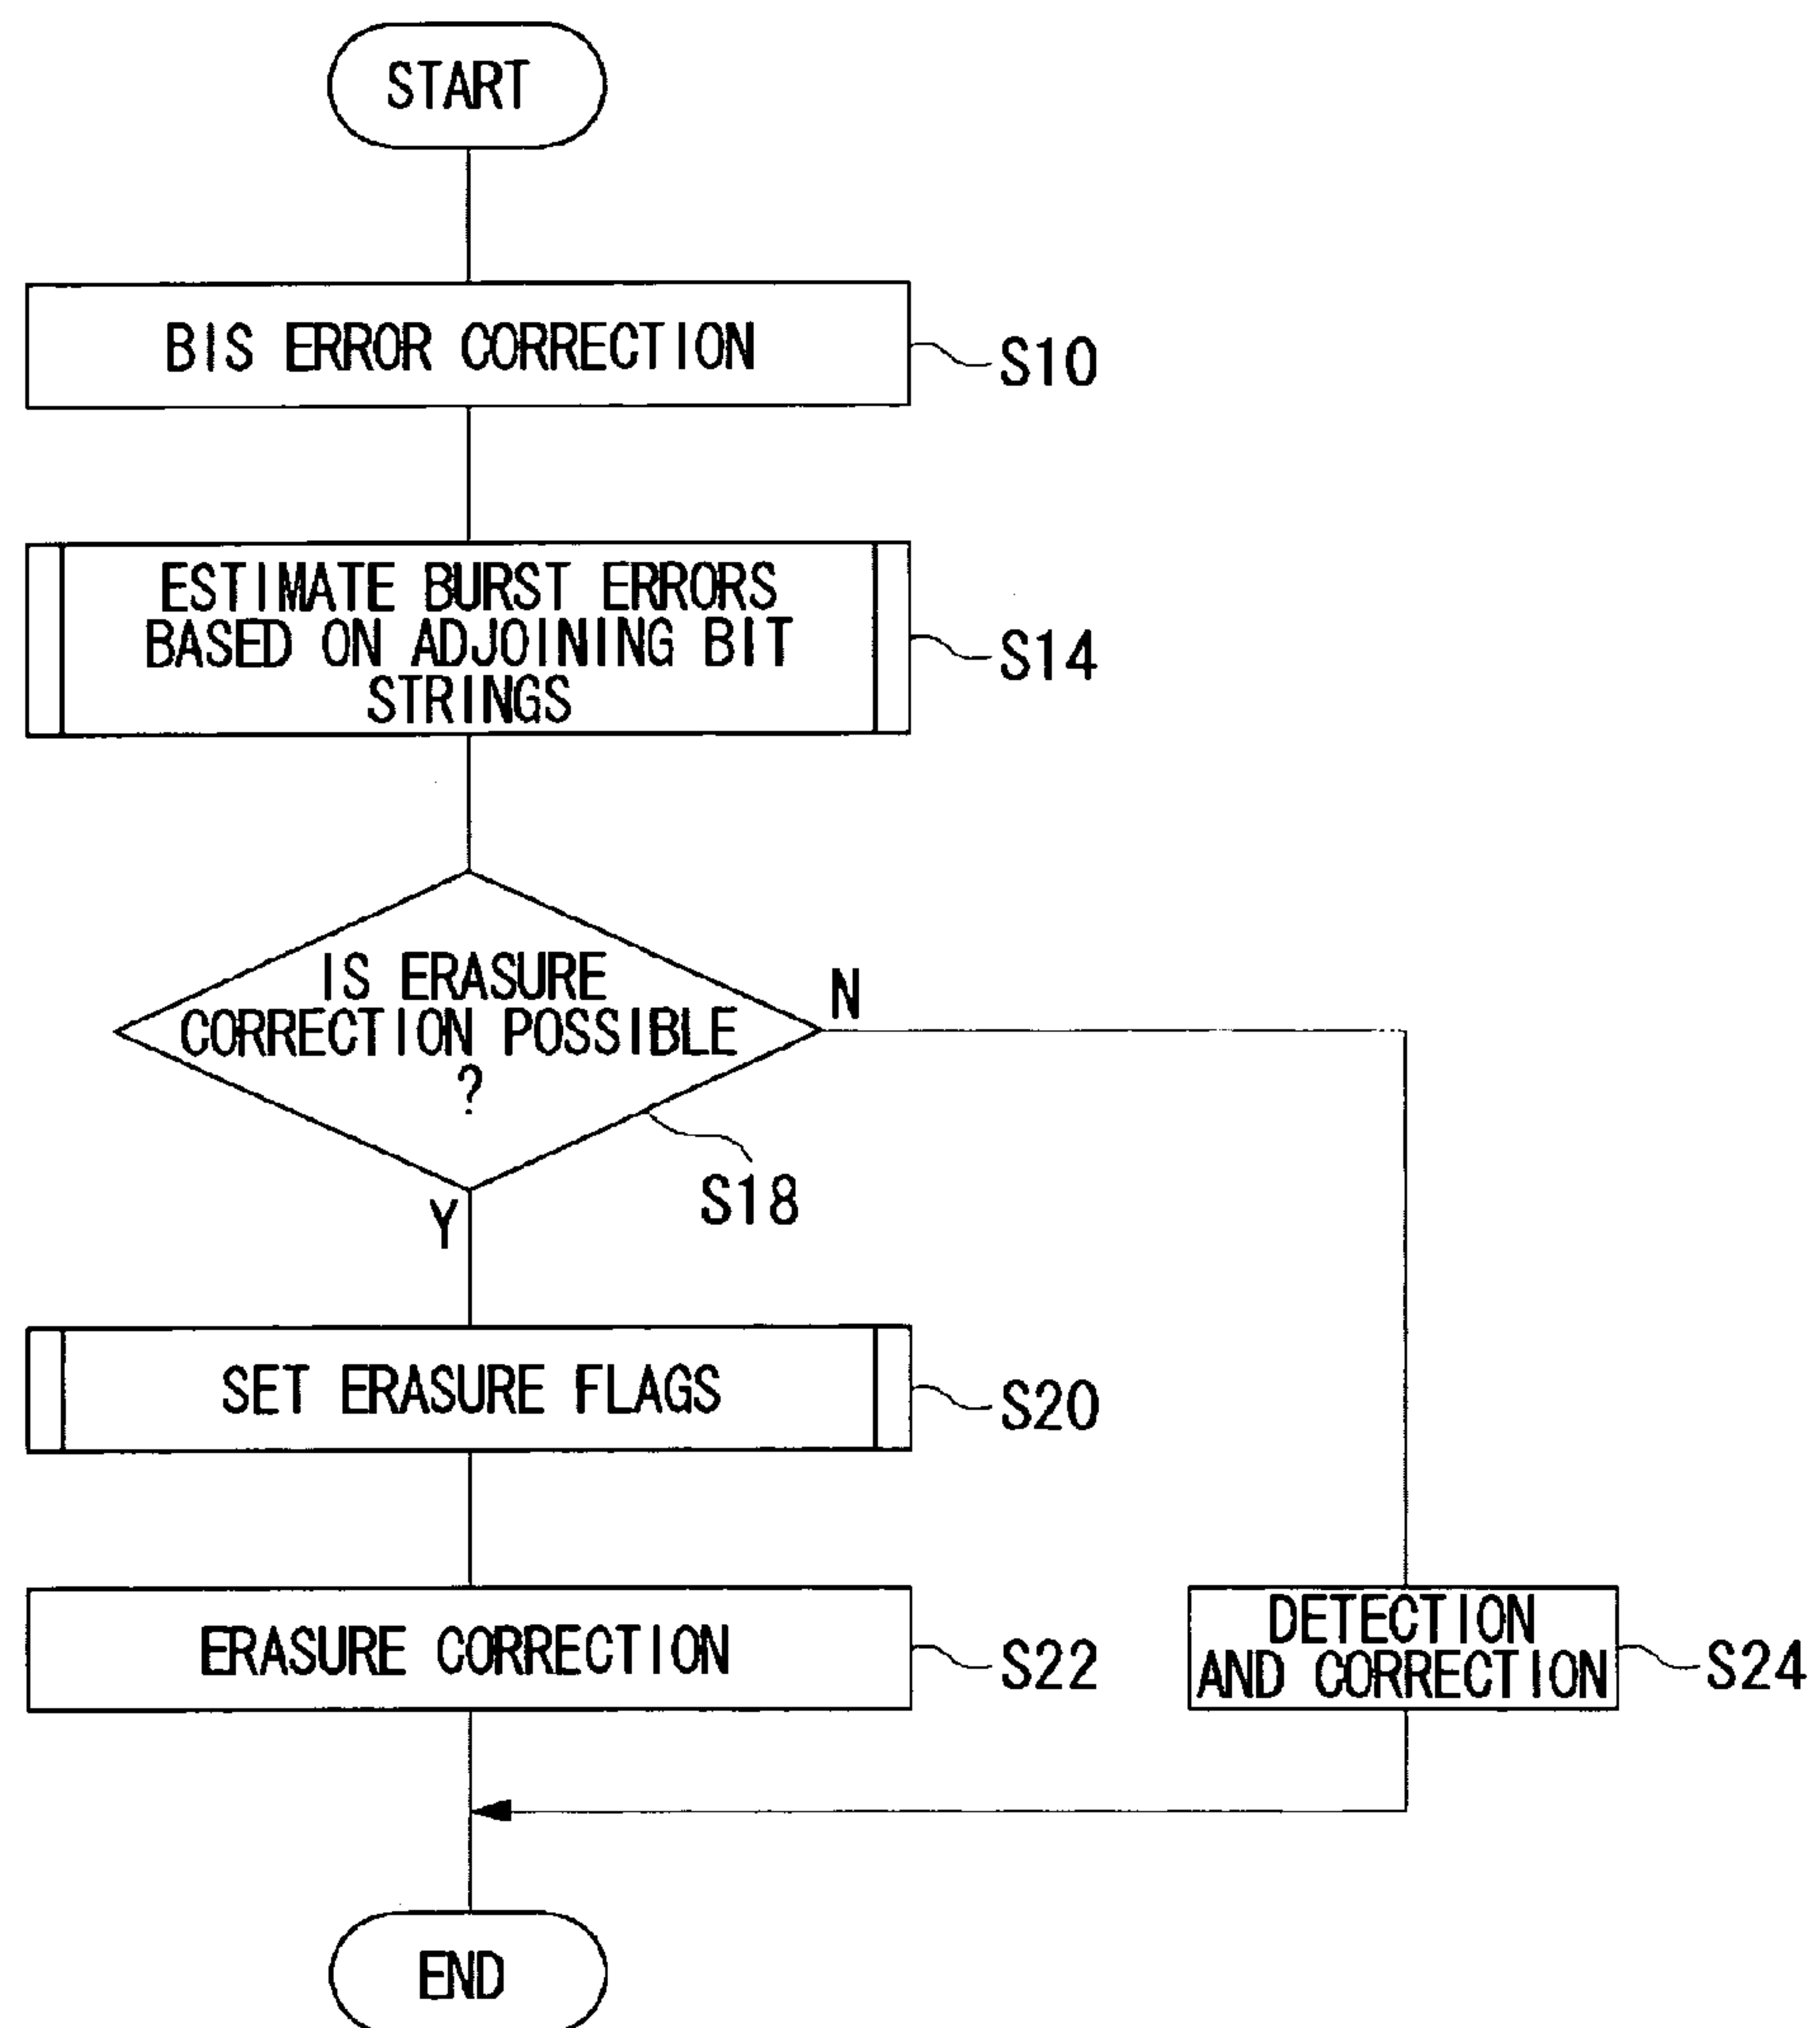 START
BIS ERROR CORRECTION
S10
ESTIMATE BURST ERRORS
BASED ON ADJOINING BIT
STRINGS
S14
IS ERASURE
CORRECTION POSSIBLE
?
N
S18
Y
SET ERASURE FLAGS
S20
ERASURE CORRECTION
S22
DETECTION
AND CORRECTION
S24
END